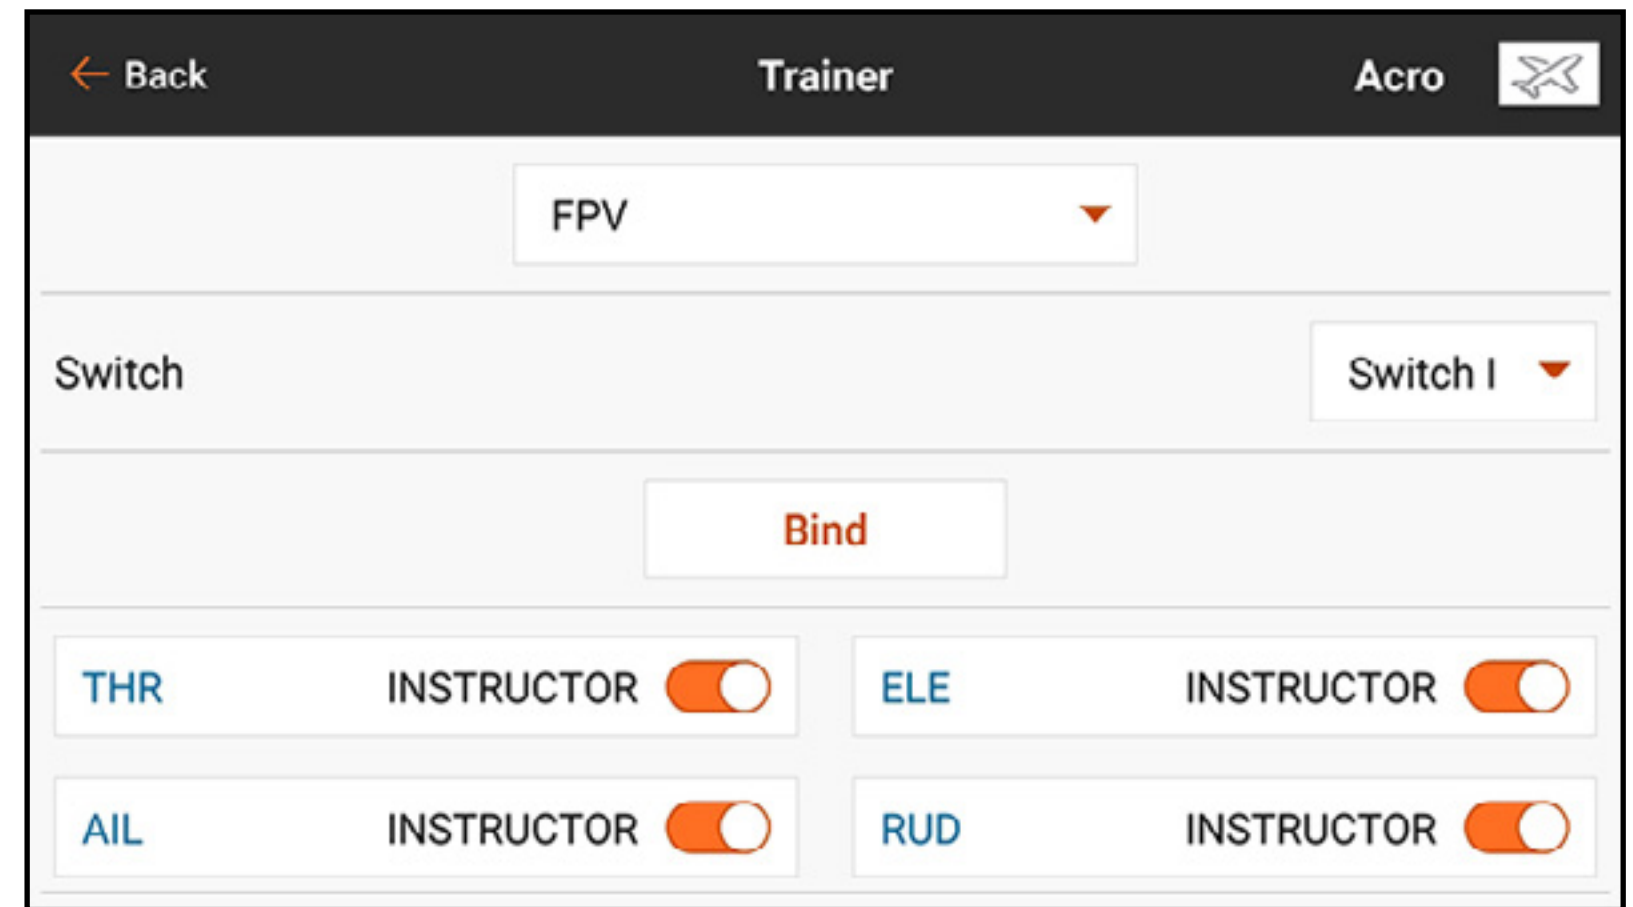 Back Trainer Acro
FPV
Switch Switch I
Bind
THR INSTRUCTOR ELE INSTRUCTOR
AIL INSTRUCTOR RUD INSTRUCTOR